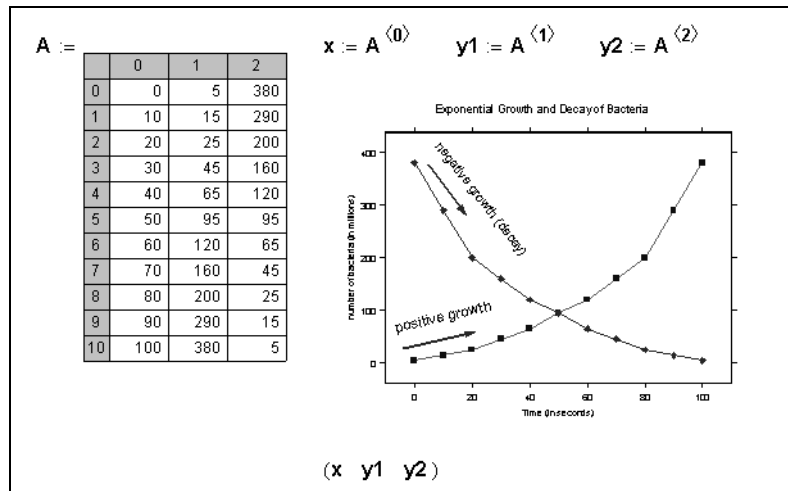 A := x := A⟨0⟩ y1 := A⟨1⟩ y2 := A⟨2⟩
0 1 2
0 0 5 380
1 10 15 290
2 20 25 200
3 30 45 160
4 40 65 120
5 50 95 95
6 60 120 65
7 70 160 45
8 80 200 25
9 90 290 15
10 100 380 5
Exponential Growth and Decay of Bacteria
number of bacteria (in millions)
400
300
200
100
0
negative growth (decay)
positive growth
0 20 40 60 80 100
Time (in seconds)
(x y1 y2)